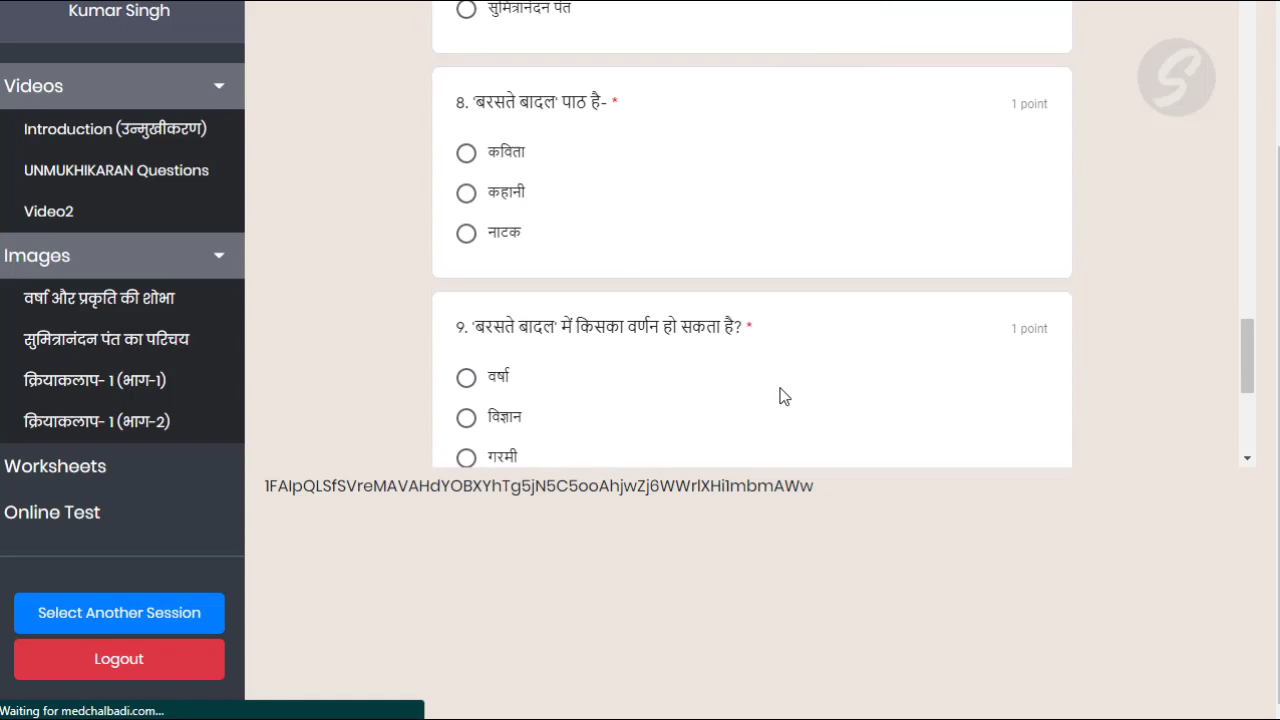 Kumar Singh
Videos
Introduction (उन्मुखीकरण)
UNMUKHIKARAN Questions
Video2
Images
वर्षा और प्रकृति की शोभा
सुमित्रानंदन पंत का परिचय
क्रियाकलाप- 1 (भाग-1)
क्रियाकलाप- 1 (भाग-2)
Worksheets
Online Test
Select Another Session
Logout
Waiting for medchalbadi.com...
सुमित्रानंदन पंत
8. 'बरसते बादल' पाठ है- *
1 point
कविता
कहानी
नाटक
9. 'बरसते बादल' में किसका वर्णन हो सकता है? *
1 point
वर्षा
विज्ञान
गरमी
1FAIpQLSfSVreMAVAHdYOBXYhTg5jN5C5ooAhjwZj6WWrlXHi1mbmAWw
S